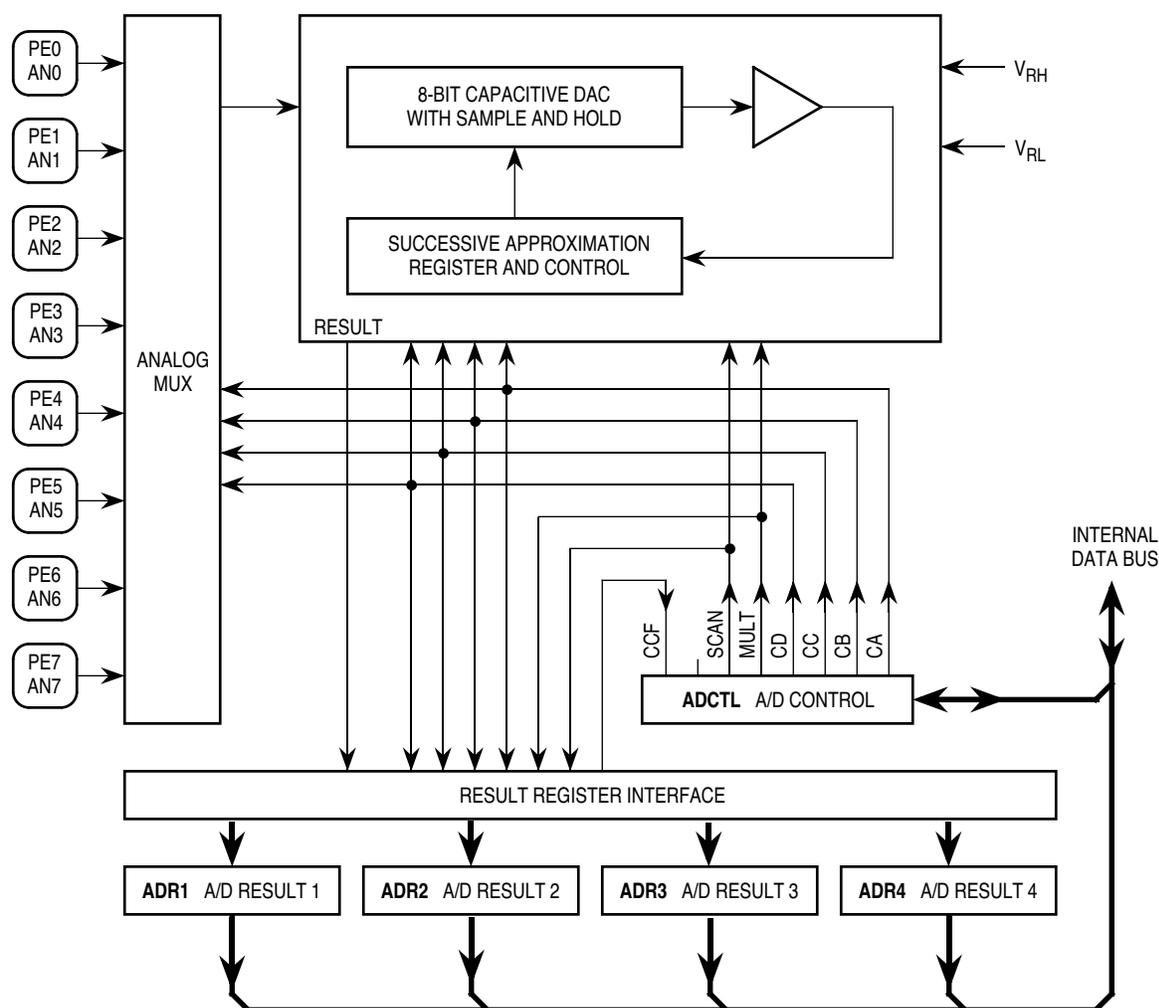 PE0
AN0
PE1
AN1
PE2
AN2
PE3
AN3
PE4
AN4
PE5
AN5
PE6
AN6
PE7
AN7
ANALOG
MUX
8-BIT CAPACITIVE DAC
WITH SAMPLE AND HOLD
SUCCESSIVE APPROXIMATION
REGISTER AND CONTROL
RESULT
VRH
VRL
INTERNAL
DATA BUS
CCF
SCAN
MULT
CD
CC
CB
CA
ADCTL A/D CONTROL
RESULT REGISTER INTERFACE
ADR1 A/D RESULT 1
ADR2 A/D RESULT 2
ADR3 A/D RESULT 3
ADR4 A/D RESULT 4